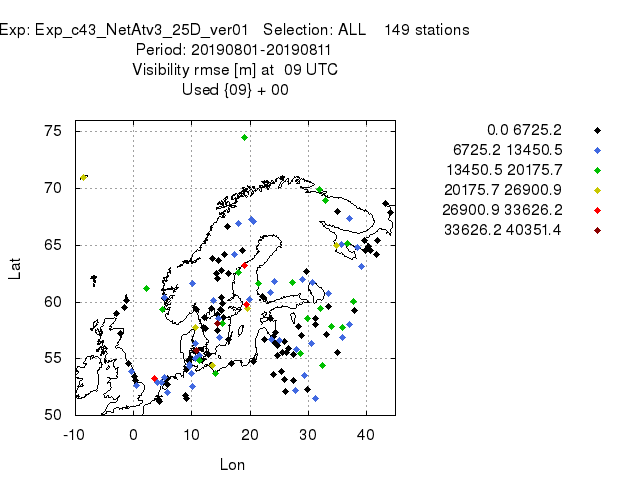 Exp: Exp_c43_NetAtv3_25D_ver01 Selection: ALL 149 stations
Period: 20190801-20190811
Visibility rmse [m] at 09 UTC
Used {09} + 00
0.0 6725.2
6725.2 13450.5
13450.5 20175.7
20175.7 26900.9
26900.9 33626.2
33626.2 40351.4
75
70
65
60
55
50
Lat
-10 0 10 20 30 40
Lon